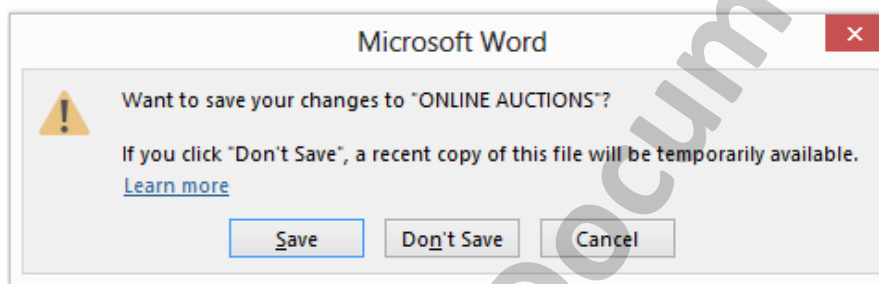 Microsoft Word
Want to save your changes to "ONLINE AUCTIONS"?
If you click "Don't Save", a recent copy of this file will be temporarily available.
Learn more
Save Don't Save Cancel
Docum